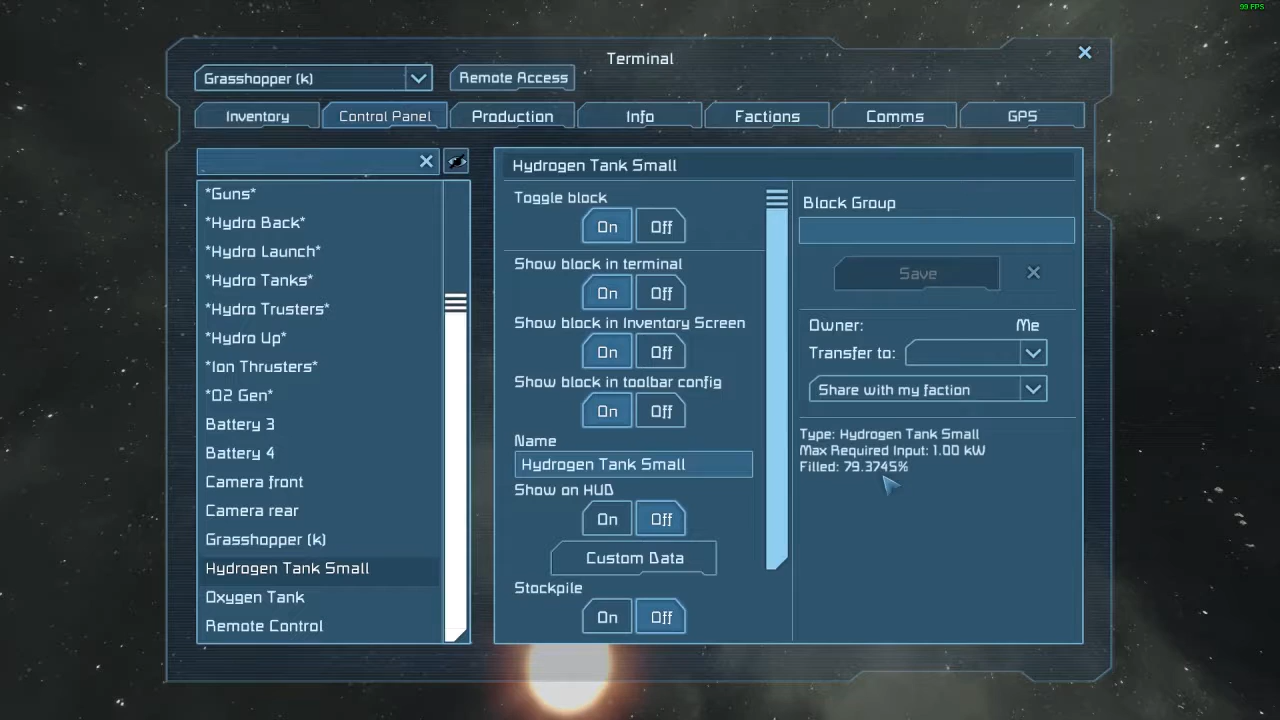 99 FPS
Terminal
Grasshopper (k)
Remote Access
Inventory
Control Panel
Production
Info
Factions
Comms
GPS
*Guns*
*Hydro Back*
*Hydro Launch*
*Hydro Tanks*
*Hydro Trusters*
*Hydro Up*
*Ion Thrusters*
*O2 Gen*
Battery 3
Battery 4
Camera front
Camera rear
Grasshopper (k)
Hydrogen Tank Small
Oxygen Tank
Remote Control
Hydrogen Tank Small
Toggle block
On Off
Show block in terminal
On Off
Show block in Inventory Screen
On Off
Show block in toolbar config
On Off
Name
Hydrogen Tank Small
Show on HUD
On Off
Custom Data
Stockpile
On Off
Block Group
Save
Owner: Me
Transfer to:
Share with my faction
Type: Hydrogen Tank Small
Max Required Input: 1.00 kW
Filled: 79.3745%